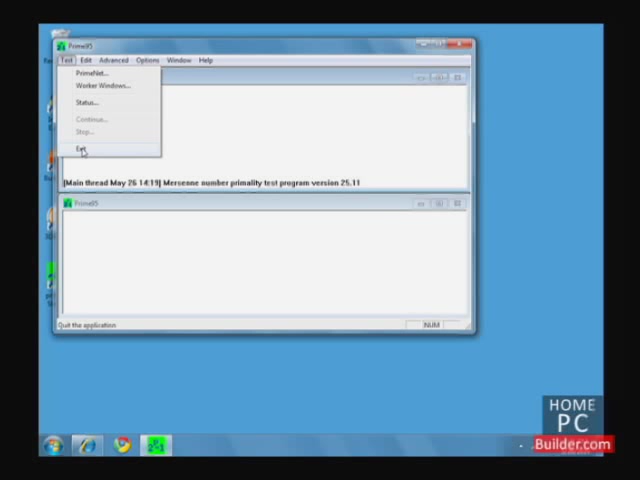 Prime95
Test Edit Advanced Options Window Help
PrimeNet...
Worker Windows...
Status...
Continue...
Stop...
Exit
[Main thread May 26 14:19] Mersenne number primality test program version 25.11
Prime95
Quit the application
NUM
HOME
PC
Builder.com